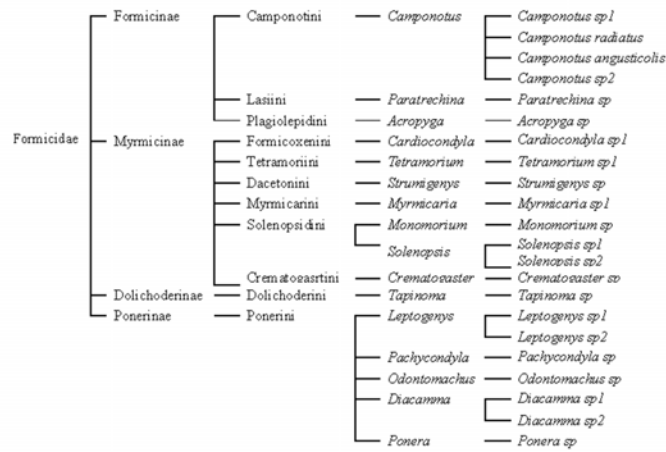 Formicinae Camponotini Camponotus Camponotus sp1
Camponotus radiatus
Camponotus angusticolis
Camponotus sp2
Lasiini Paratrechina Paratrechina sp
Plagiolepidini Acropyga Acropyga sp
Formicidae Myrmicinae Formicoxenini Cardiocondyla Cardiocondyla sp1
Tetramoriini Tetramorium Tetramorium sp1
Dacetonini Strumigenys Strumigenys sp
Myrmicarini Myrmicaria Myrmicaria sp1
Solenopsidini Monomorium Monomorium sp
Solenopsis Solenopsis sp1
Solenopsis sp2
Crematogasrtini Crematogaster Crematogaster sp
Dolichoderinae Dolichoderini Tapinoma Tapinoma sp
Ponerinae Ponerini Leptogenys Leptogenys sp1
Leptogenys sp2
Pachycondyla Pachycondyla sp
Odontomachus Odontomachus sp
Diacamma Diacamma sp1
Diacamma sp2
Ponera Ponera sp